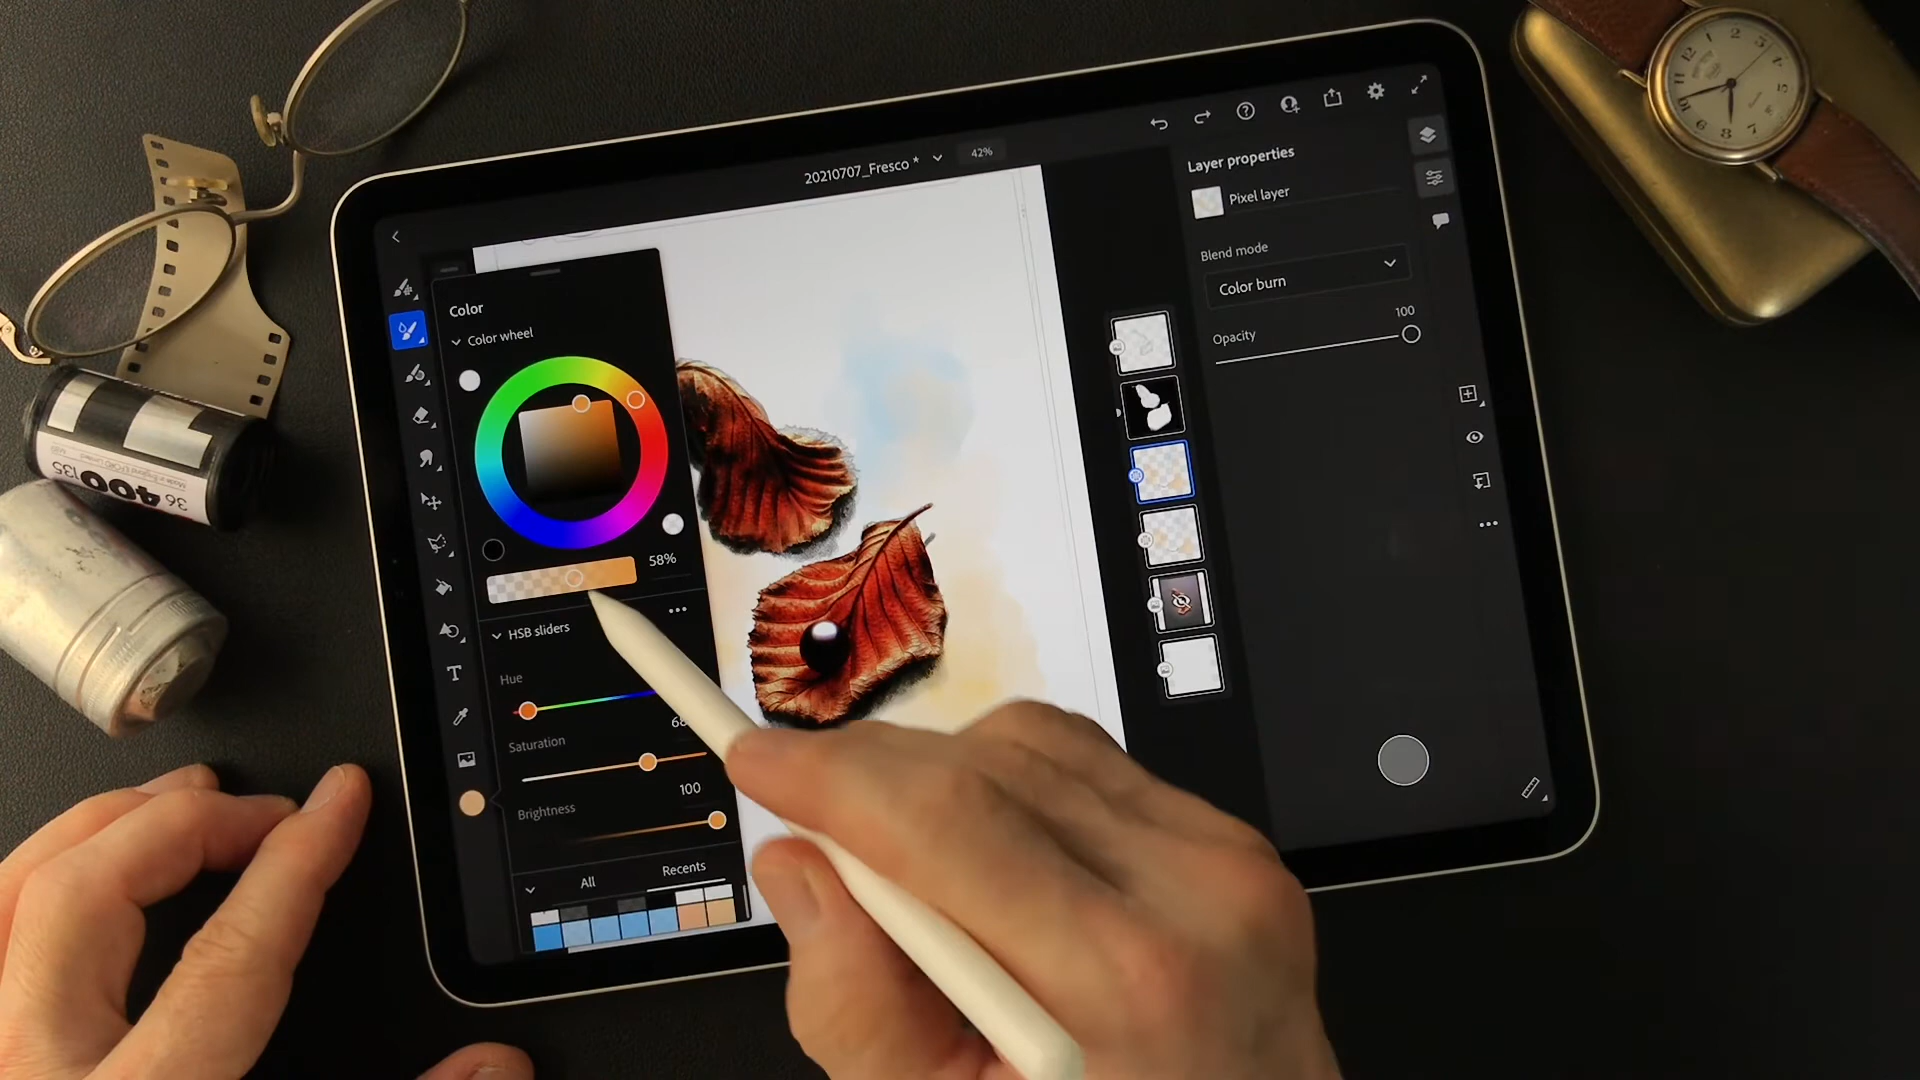 20210707_Fresco *
42%
Layer properties
Pixel layer
Blend mode
Color burn
100
Opacity
Color
Color wheel
58%
HSB sliders
Hue
Saturation
100
Brightness
All
Recents
T
36
400
135